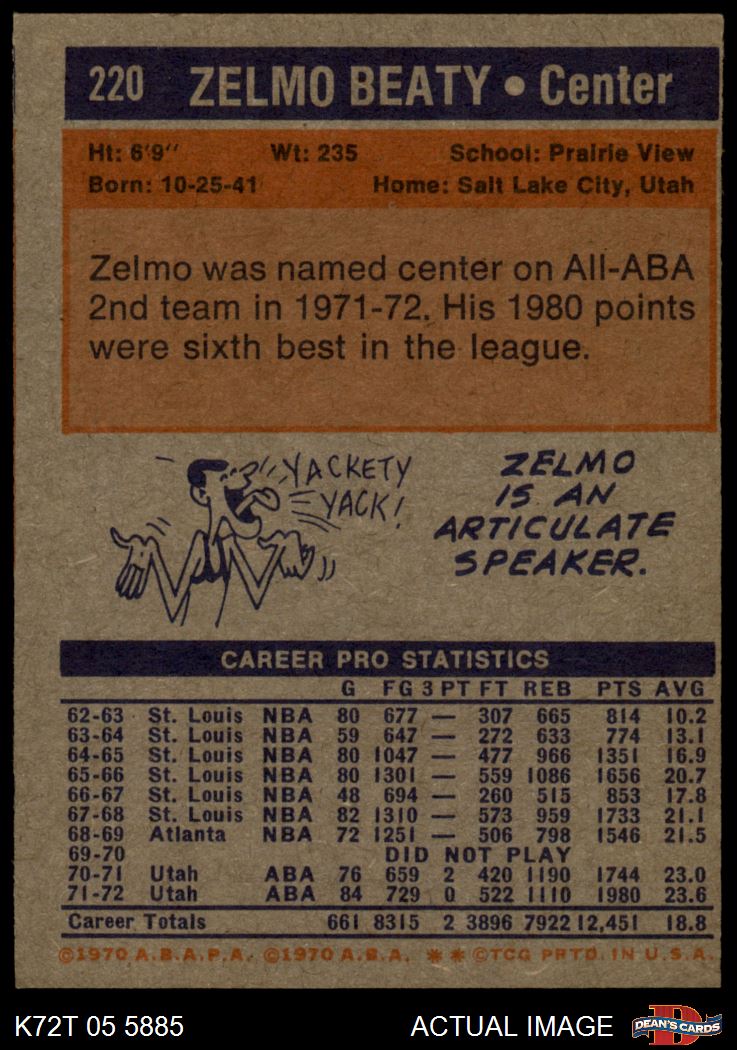 220 ZELMO BEATY • Center
Ht: 6'9" Wt: 235 School: Prairie View
Born: 10-25-41 Home: Salt Lake City, Utah
Zelmo was named center on All-ABA
2nd team in 1971-72. His 1980 points
were sixth best in the league.
YACKETY
YACK!
ZELMO
IS AN
ARTICULATE
SPEAKER.
CAREER PRO STATISTICS
G FG 3 PT FT REB PTS AVG
62-63 St. Louis NBA 80 677 — 307 665 814 10.2
63-64 St. Louis NBA 59 647 — 272 633 774 13.1
64-65 St. Louis NBA 80 1047 — 477 966 1351 16.9
65-66 St. Louis NBA 80 1301 — 559 1086 1656 20.7
66-67 St. Louis NBA 48 694 — 260 515 853 17.8
67-68 St. Louis NBA 82 1310 — 573 959 1733 21.1
68-69 Atlanta NBA 72 1251 — 506 798 1546 21.5
69-70 DID NOT PLAY
70-71 Utah ABA 76 659 2 420 1190 1744 23.0
71-72 Utah ABA 84 729 0 522 1110 1980 23.6
Career Totals 661 8315 2 3896 7922 12,451 18.8
©1970 A.B.A.P.A. ©1970 A.B.A. ** ©TCG PRTD. IN U.S.A.
K72T 05 5885 ACTUAL IMAGE DEAN'S CARDS